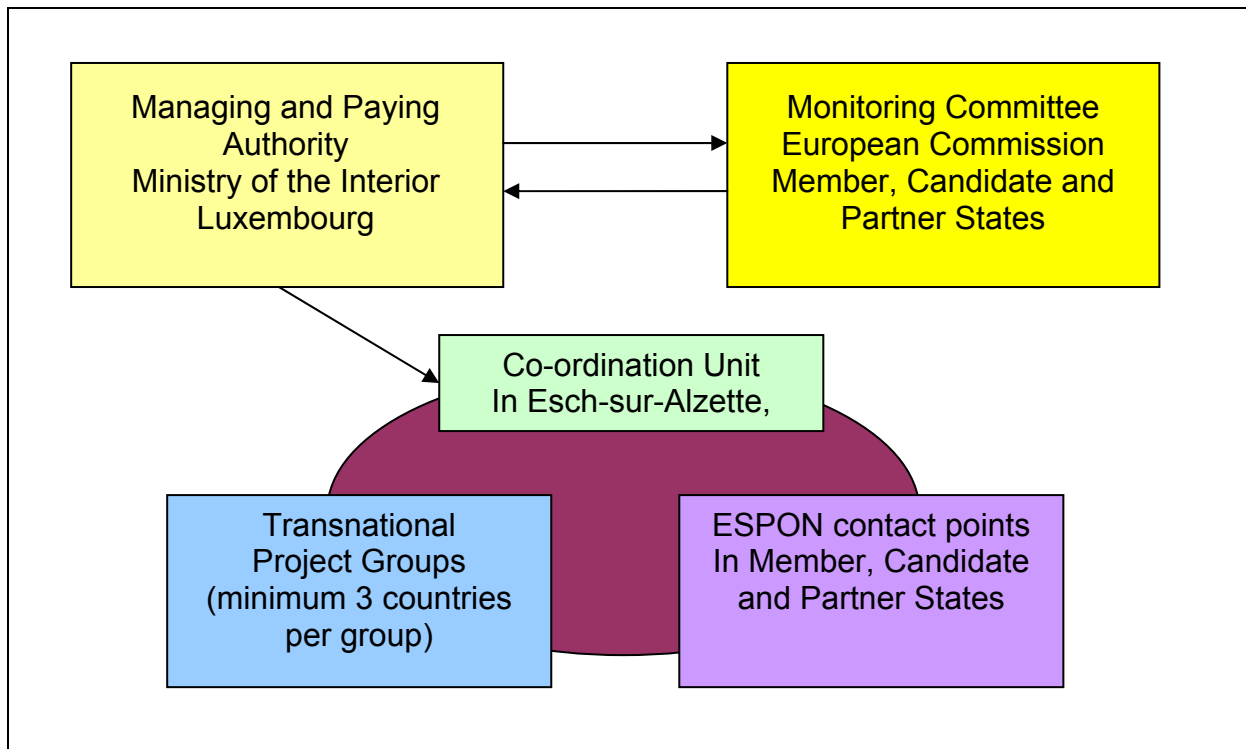 Managing and Paying
Authority
Ministry of the Interior
Luxembourg
Monitoring Committee
European Commission
Member, Candidate and
Partner States
Co-ordination Unit
In Esch-sur-Alzette,
Transnational
Project Groups
(minimum 3 countries
per group)
ESPON contact points
In Member, Candidate
and Partner States